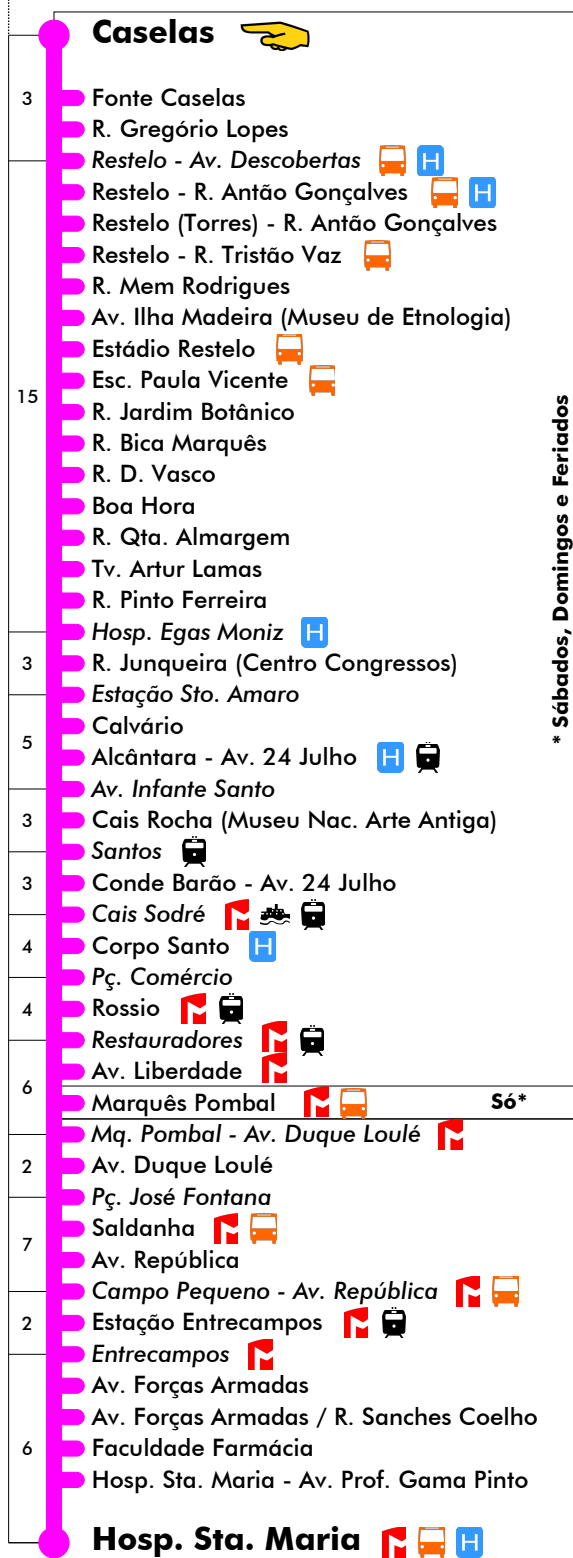 Caselas
3
Fonte Caselas
R. Gregório Lopes
Restelo - Av. Descobertas H
Restelo - R. Antão Gonçalves H
Restelo (Torres) - R. Antão Gonçalves
Restelo - R. Tristão Vaz
R. Mem Rodrigues
Av. Ilha Madeira (Museu de Etnologia)
Estádio Restelo
Esc. Paula Vicente
15
R. Jardim Botânico
R. Bica Marquês
R. D. Vasco
Boa Hora
R. Qta. Almargem
Tv. Artur Lamas
R. Pinto Ferreira
Hosp. Egas Moniz H
3
R. Junqueira (Centro Congressos)
Estação Sto. Amaro
5
Calvário
Alcântara - Av. 24 Julho H
Av. Infante Santo
3
Cais Rocha (Museu Nac. Arte Antiga)
Santos
3
Conde Barão - Av. 24 Julho
Cais Sodré
4
Corpo Santo H
Pç. Comércio
4
Rossio
Restauradores
Av. Liberdade
6
Marquês Pombal Só*
Mq. Pombal - Av. Duque Loulé
2
Av. Duque Loulé
Pç. José Fontana
Saldanha
7
Av. República
Campo Pequeno - Av. República
2
Estação Entrecampos
Entrecampos
Av. Forças Armadas
Av. Forças Armadas / R. Sanches Coelho
6
Faculdade Farmácia
Hosp. Sta. Maria - Av. Prof. Gama Pinto
Hosp. Sta. Maria H
* Sábados, Domingos e Feriados